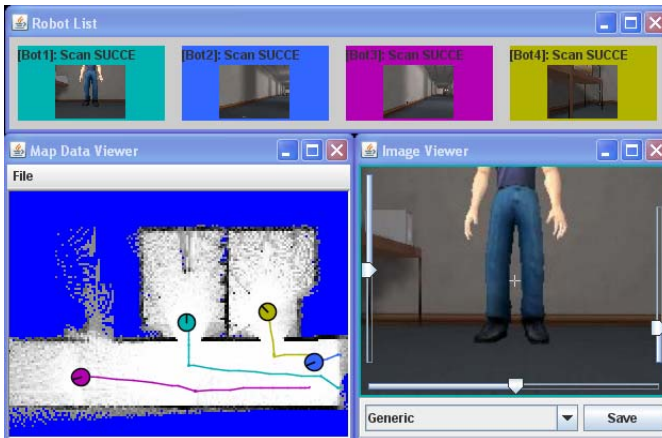 Robot List
[Bot1]: Scan SUCCE
[Bot2]: Scan SUCCE
[Bot3]: Scan SUCCE
[Bot4]: Scan SUCCE
Map Data Viewer
File
Image Viewer
Generic
Save